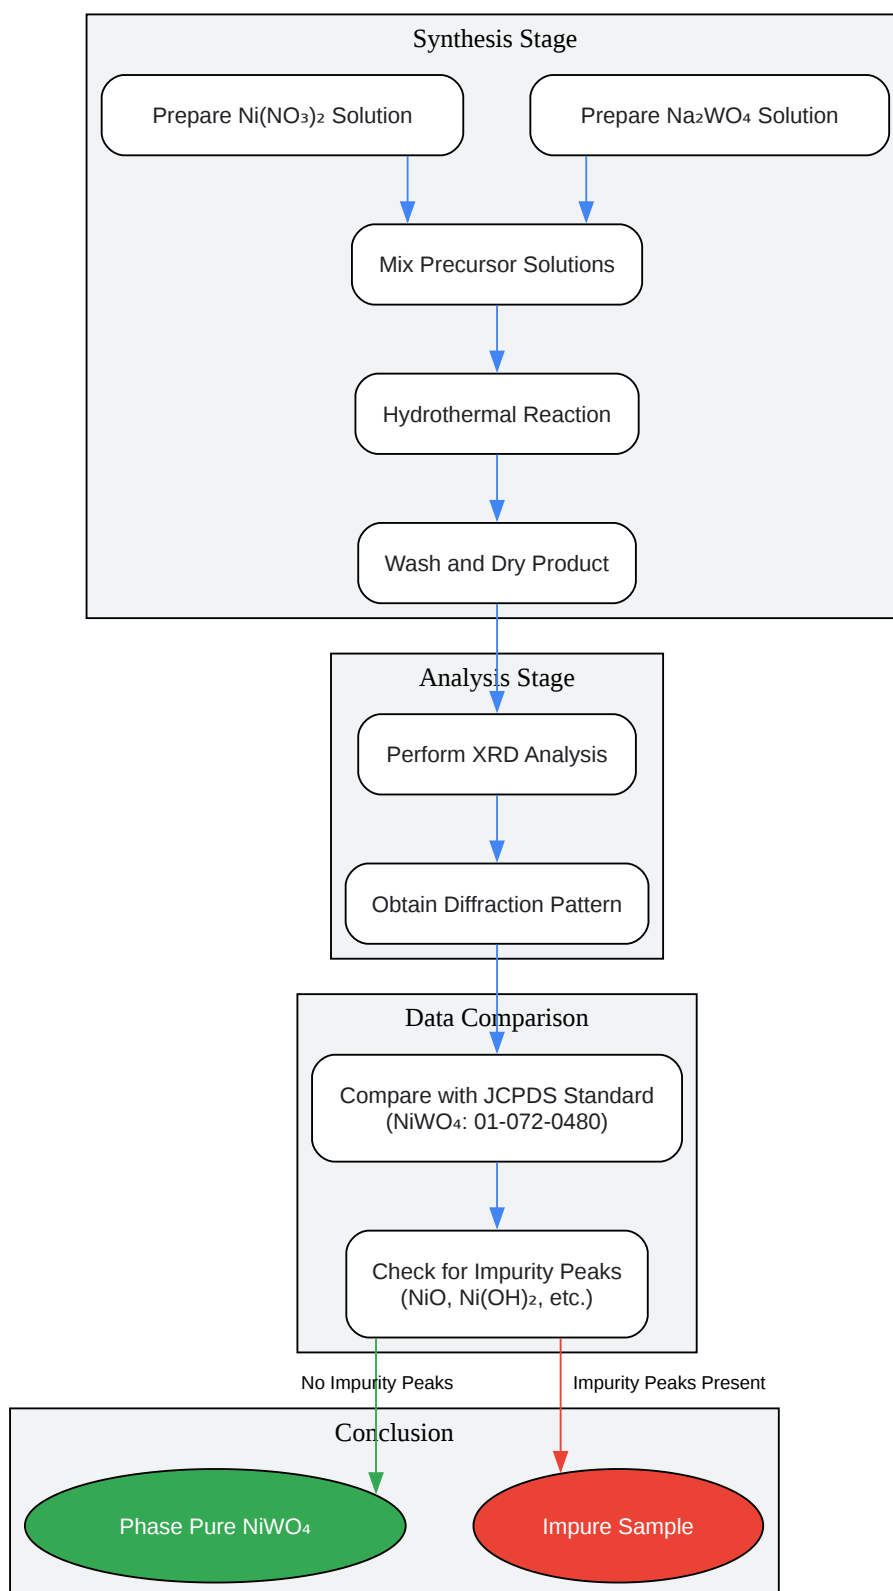 Synthesis Stage
Prepare Ni(NO₃)₂ Solution
Prepare Na₂WO₄ Solution
Mix Precursor Solutions
Hydrothermal Reaction
Wash and Dry Product
Analysis Stage
Perform XRD Analysis
Obtain Diffraction Pattern
Data Comparison
Compare with JCPDS Standard
(NiWO₄: 01-072-0480)
Check for Impurity Peaks
(NiO, Ni(OH)₂, etc.)
No Impurity Peaks
Impurity Peaks Present
Conclusion
Phase Pure NiWO₄
Impure Sample